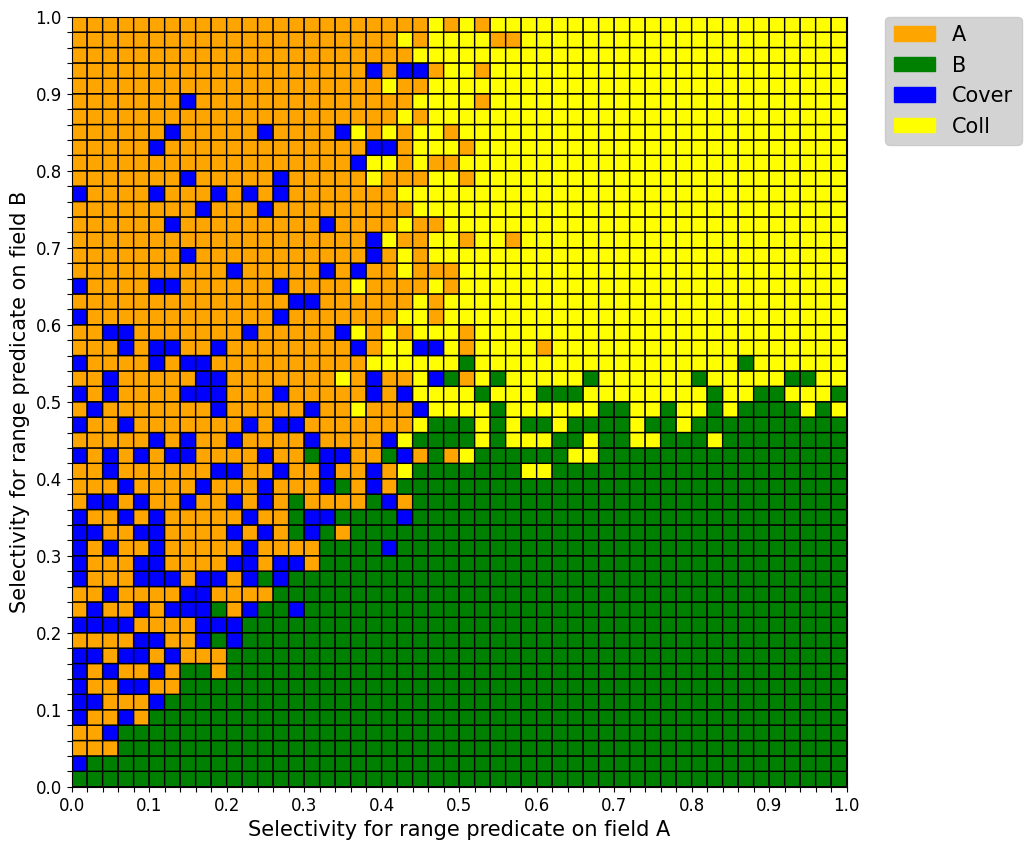 A
B
Cover
Coll
Selectivity for range predicate on field B
1.0
0.9
0.8
0.7
0.6
0.5
0.4
0.3
0.2
0.1
0.0
0.0 0.1 0.2 0.3 0.4 0.5 0.6 0.7 0.8 0.9 1.0
Selectivity for range predicate on field A